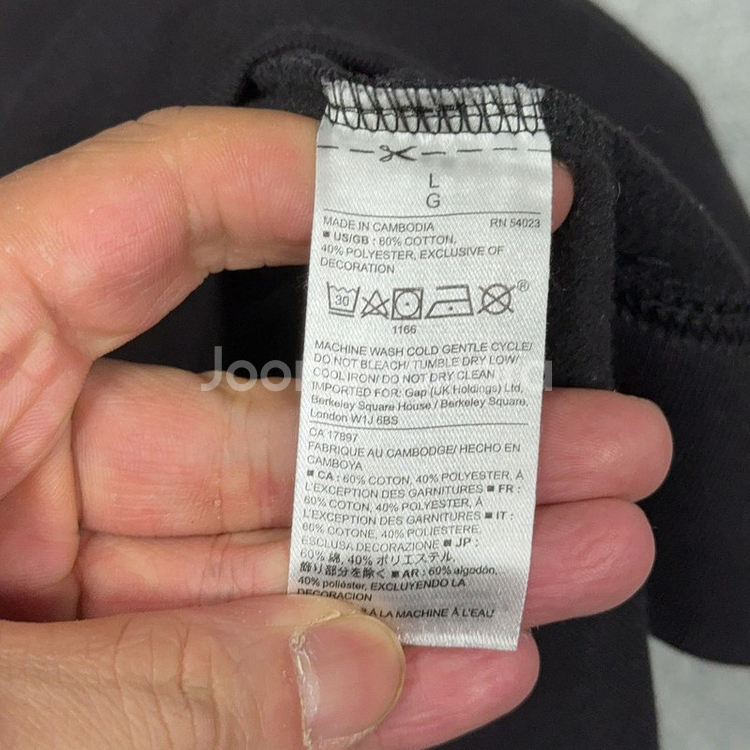 L
G
MADE IN CAMBODIA RN 54023
■ US/GB : 60% COTTON,
40% POLYESTER, EXCLUSIVE OF
DECORATION
30 ®
1166
MACHINE WASH COLD GENTLE CYCLE/
DO NOT BLEACH/ TUMBLE DRY LOW/
COOL IRON/ DO NOT DRY CLEAN
IMPORTED FOR: Gap (UK Holdings) Ltd,
Berkeley Square House / Berkeley Square,
London W1J 6BS
CA 17897
FABRIQUE AU CAMBODGE/ HECHO EN
CAMBOYA
■ CA : 60% COTON, 40% POLYESTER, À
L'EXCEPTION DES GARNITURES ■ FR :
60% COTON, 40% POLYESTER, À
L'EXCEPTION DES GARNITURES ■ IT :
60% COTONE, 40% POLIESTERE,
ESCLUSA DECORAZIONE ■ JP :
60% 綿, 40% ポリエステル,
飾り部分を除く ■ AR : 60% algodón,
40% poliéster, EXCLUYENDO LA
DECORACION
À LA MACHINE À L'EAU